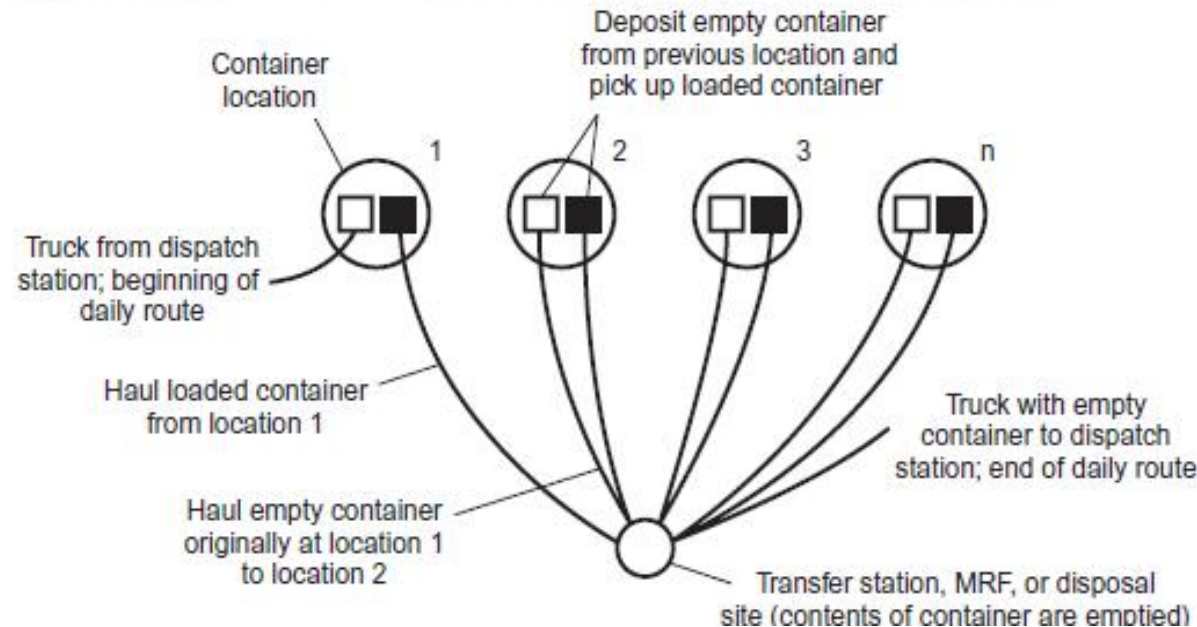 Deposit empty container
from previous location and
pick up loaded container
Container
location
1
2
3
n
Truck from dispatch
station; beginning of
daily route
Haul loaded container
from location 1
Truck with empty
container to dispatch
station; end of daily route
Haul empty container
originally at location 1
to location 2
Transfer station, MRF, or disposal
site (contents of container are emptied)